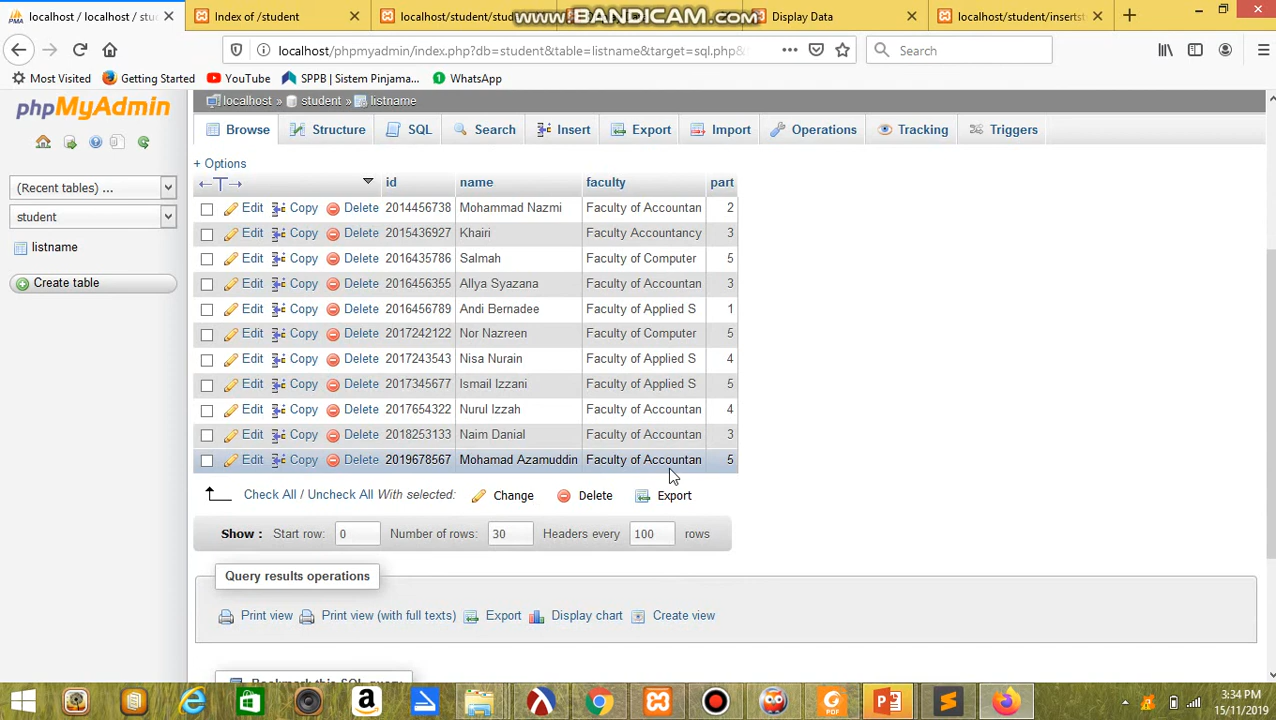 localhost / localhost / stu
Index of /student
localhost/student/stud
Display Data
localhost/student/insertst
WWW.BANDICAM.COM
localhost/phpmyadmin/index.php?db=student&table=listname&target=sql.php&
Search
Most Visited Getting Started YouTube SPPB | Sistem Pinjama... WhatsApp
phpMyAdmin
localhost » student » listname
Browse Structure SQL Search Insert Export Import Operations Tracking Triggers
(Recent tables) ...
student
listname
Create table
+ Options
←T→ id name faculty part
Edit Copy Delete 2014456738 Mohammad Nazmi Faculty of Accountan 2
Edit Copy Delete 2015436927 Khairi Faculty Accountancy 3
Edit Copy Delete 2016435786 Salmah Faculty of Computer 5
Edit Copy Delete 2016456355 Allya Syazana Faculty of Accountan 3
Edit Copy Delete 2016456789 Andi Bernadee Faculty of Applied S 1
Edit Copy Delete 2017242122 Nor Nazreen Faculty of Computer 5
Edit Copy Delete 2017243543 Nisa Nurain Faculty of Applied S 4
Edit Copy Delete 2017345677 Ismail Izzani Faculty of Applied S 5
Edit Copy Delete 2017654322 Nurul Izzah Faculty of Accountan 4
Edit Copy Delete 2018253133 Naim Danial Faculty of Accountan 3
Edit Copy Delete 2019678567 Mohamad Azamuddin Faculty of Accountan 5
Check All / Uncheck All With selected: Change Delete Export
Show : Start row: 0 Number of rows: 30 Headers every 100 rows
Query results operations
Print view Print view (with full texts) Export Display chart Create view
Bookmark this SQL query
3:34 PM
15/11/2019